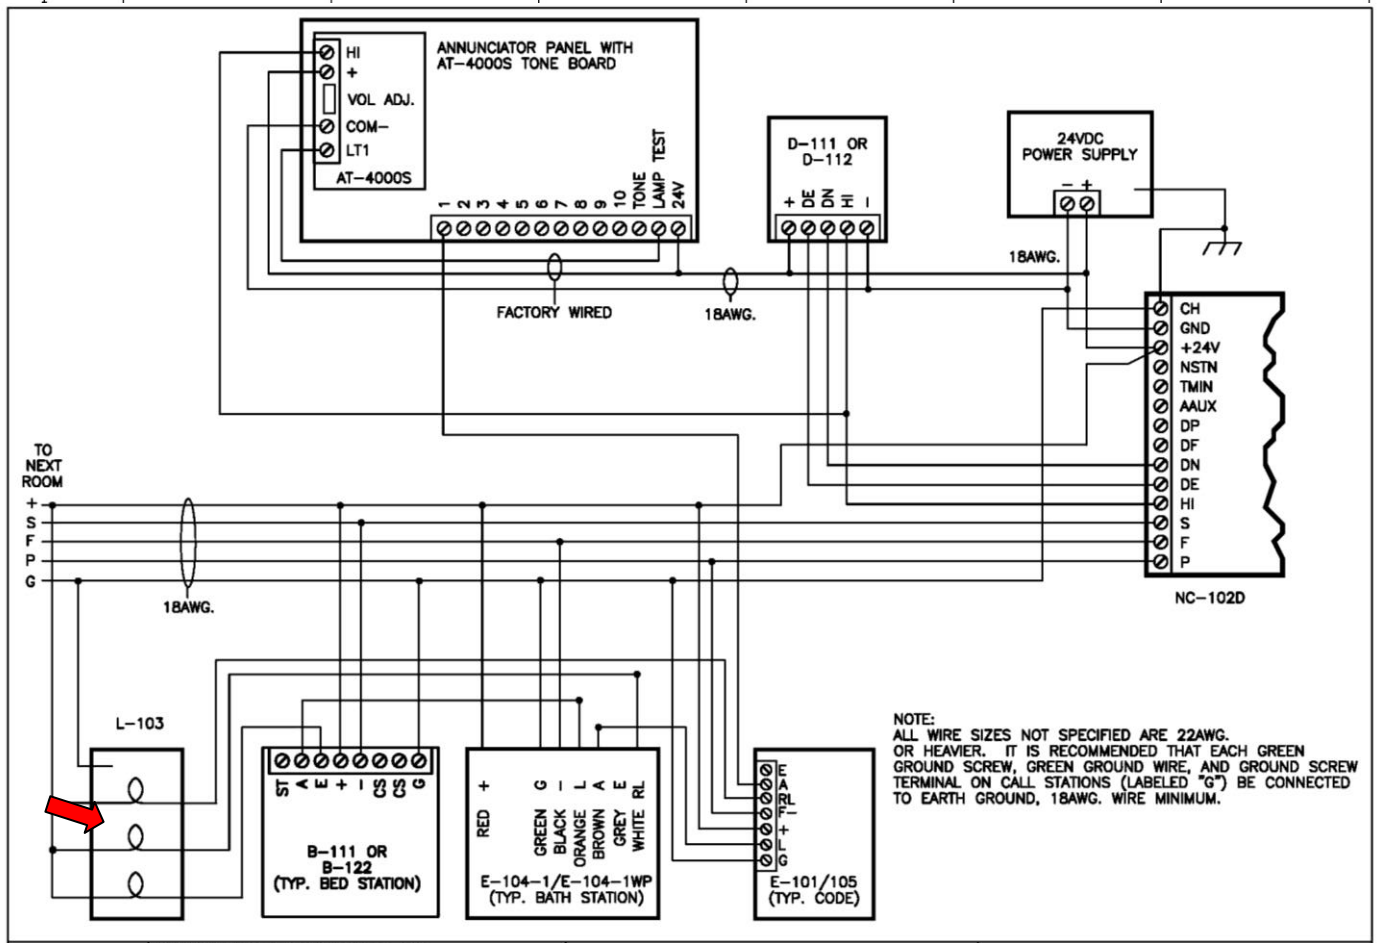 HI
+
VOL ADJ.
COM-
LT1
AT-4000S
ANNUNCIATOR PANEL WITH
AT-4000S TONE BOARD
1
2
3
4
5
6
7
8
9
10
TONE
LAMP TEST
24V
D-111 OR
D-112
+
DE
DN
HI
-
24VDC
POWER SUPPLY
- +
18AWG.
FACTORY WIRED
18AWG.
CH
GND
+24V
NSTN
TMIN
AAUX
DP
DF
DN
DE
HI
S
F
P
NC-102D
TO
NEXT
ROOM
+
S
F
P
G
18AWG.
L-103
ST
A
E
+
-
CS
CS
G
B-111 OR
B-122
(TYP. BED STATION)
+
G
-
L
A
E
RL
RED
GREEN
BLACK
ORANGE
BROWN
GREY
WHITE
E-104-1/E-104-1WP
(TYP. BATH STATION)
E
A
RL
F-
+
L
G
E-101/105
(TYP. CODE)
NOTE:
ALL WIRE SIZES NOT SPECIFIED ARE 22AWG.
OR HEAVIER. IT IS RECOMMENDED THAT EACH GREEN
GROUND SCREW, GREEN GROUND WIRE, AND GROUND SCREW
TERMINAL ON CALL STATIONS (LABELED "G") BE CONNECTED
TO EARTH GROUND, 18AWG. WIRE MINIMUM.